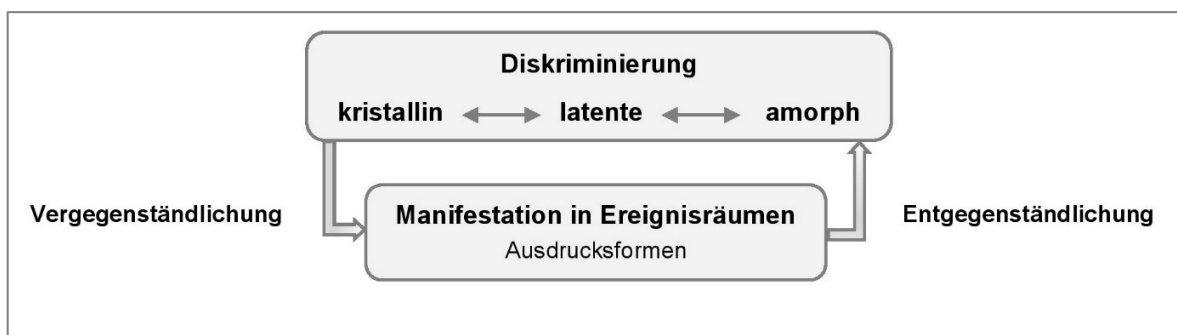 Diskriminierung
kristallin latente amorph
Vergegenständlichung
Manifestation in Ereignisräumen
Ausdrucksformen
Entgegenständlichung